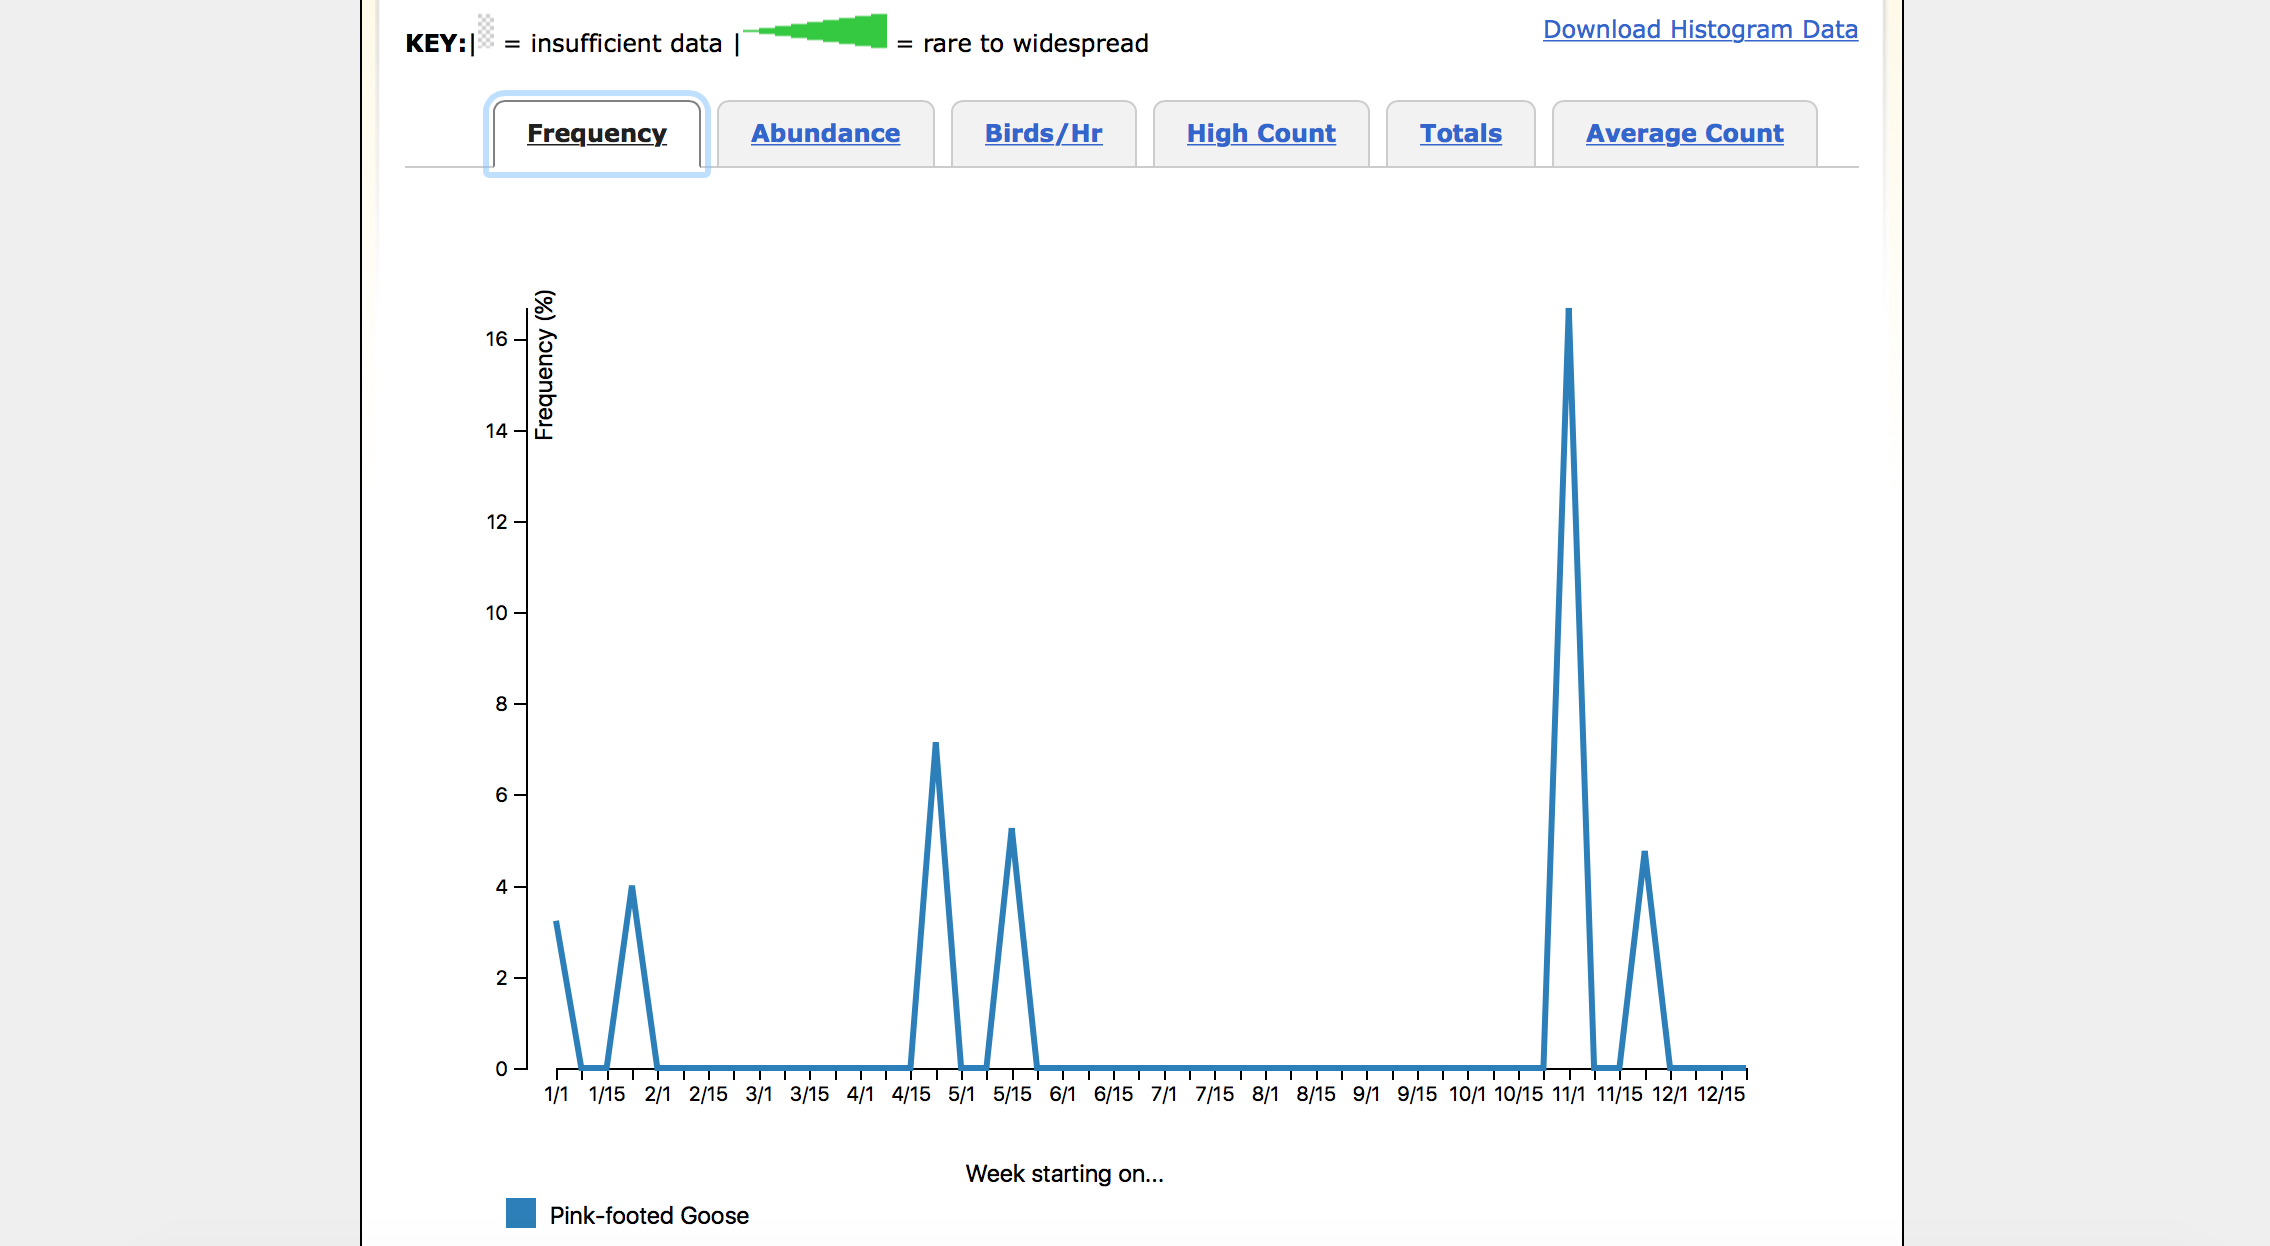 KEY:| = insufficient data | = rare to widespread
Download Histogram Data
Frequency Abundance Birds/Hr High Count Totals Average Count
Frequency (%)
16
14
12
10
8
6
4
2
0
1/1 1/15 2/1 2/15 3/1 3/15 4/1 4/15 5/1 5/15 6/1 6/15 7/1 7/15 8/1 8/15 9/1 9/15 10/1 10/15 11/1 11/15 12/1 12/15
Week starting on...
Pink-footed Goose